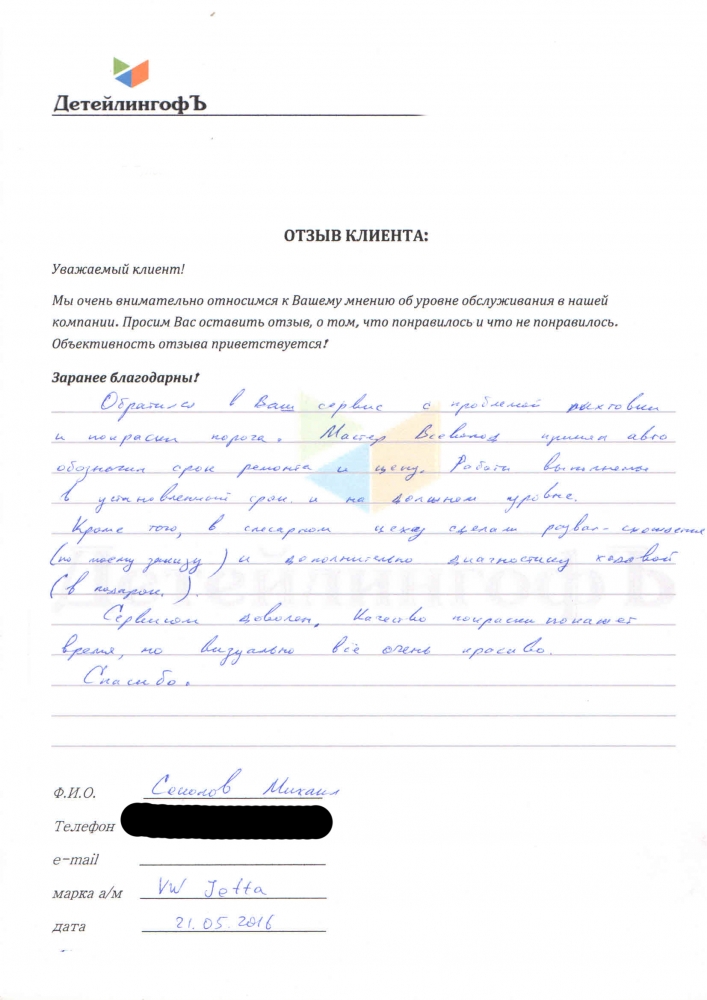 ДетейлингофЪ
ОТЗЫВ КЛИЕНТА:
Уважаемый клиент!
Мы очень внимательно относимся к Вашему мнению об уровне обслуживания в нашей
компании. Просим Вас оставить отзыв, о том, что понравилось и что не понравилось.
Объективность отзыва приветствуется!
Заранее благодарны!
Обратился в Ваш сервис с проблемой рыхтовки
и покраски порога. Мастер Всеволод принял авто
обозначил срок ремонта и цену. Работы выполнены
в установленный срок и на должном уровне.
Кроме того, в слесарном цеху сделали развал-схождение
(по моему заказу) и дополнительно диагностику ходовой
(в подарок).
Сервисом доволен. Качество покраски покажет
время, но визуально всё очень красиво.
Спасибо.
Ф.И.О. Соколов Михаил
Телефон
e-mail
марка а/м VW Jetta
дата 21.05.2016